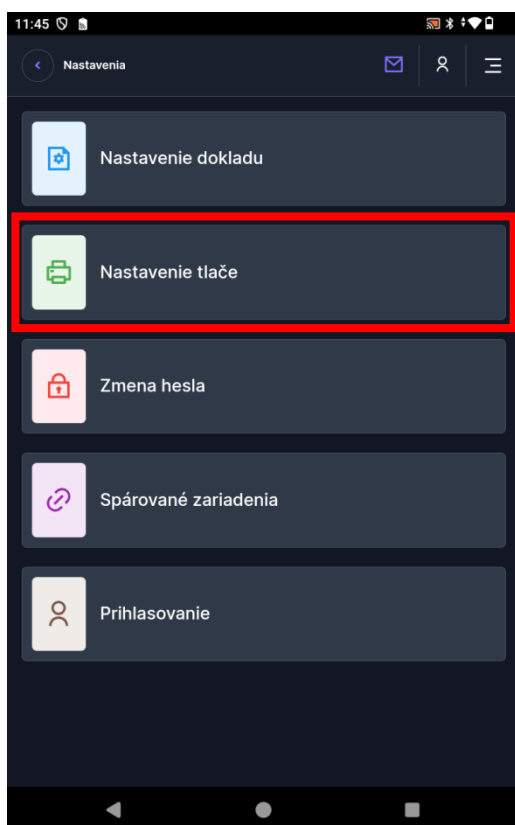 11:45
Nastavenia
Nastavenie dokladu
Nastavenie tlače
Zmena hesla
Spárované zariadenia
Prihlasovanie